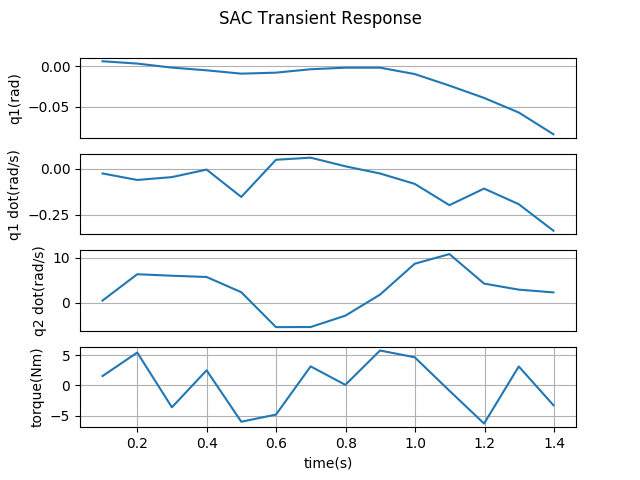 SAC Transient Response
q1(rad)
0.00
−0.05
q1 dot(rad/s)
0.00
−0.25
q2 dot(rad/s)
10
0
torque(Nm)
5
0
−5
0.2 0.4 0.6 0.8 1.0 1.2 1.4
time(s)